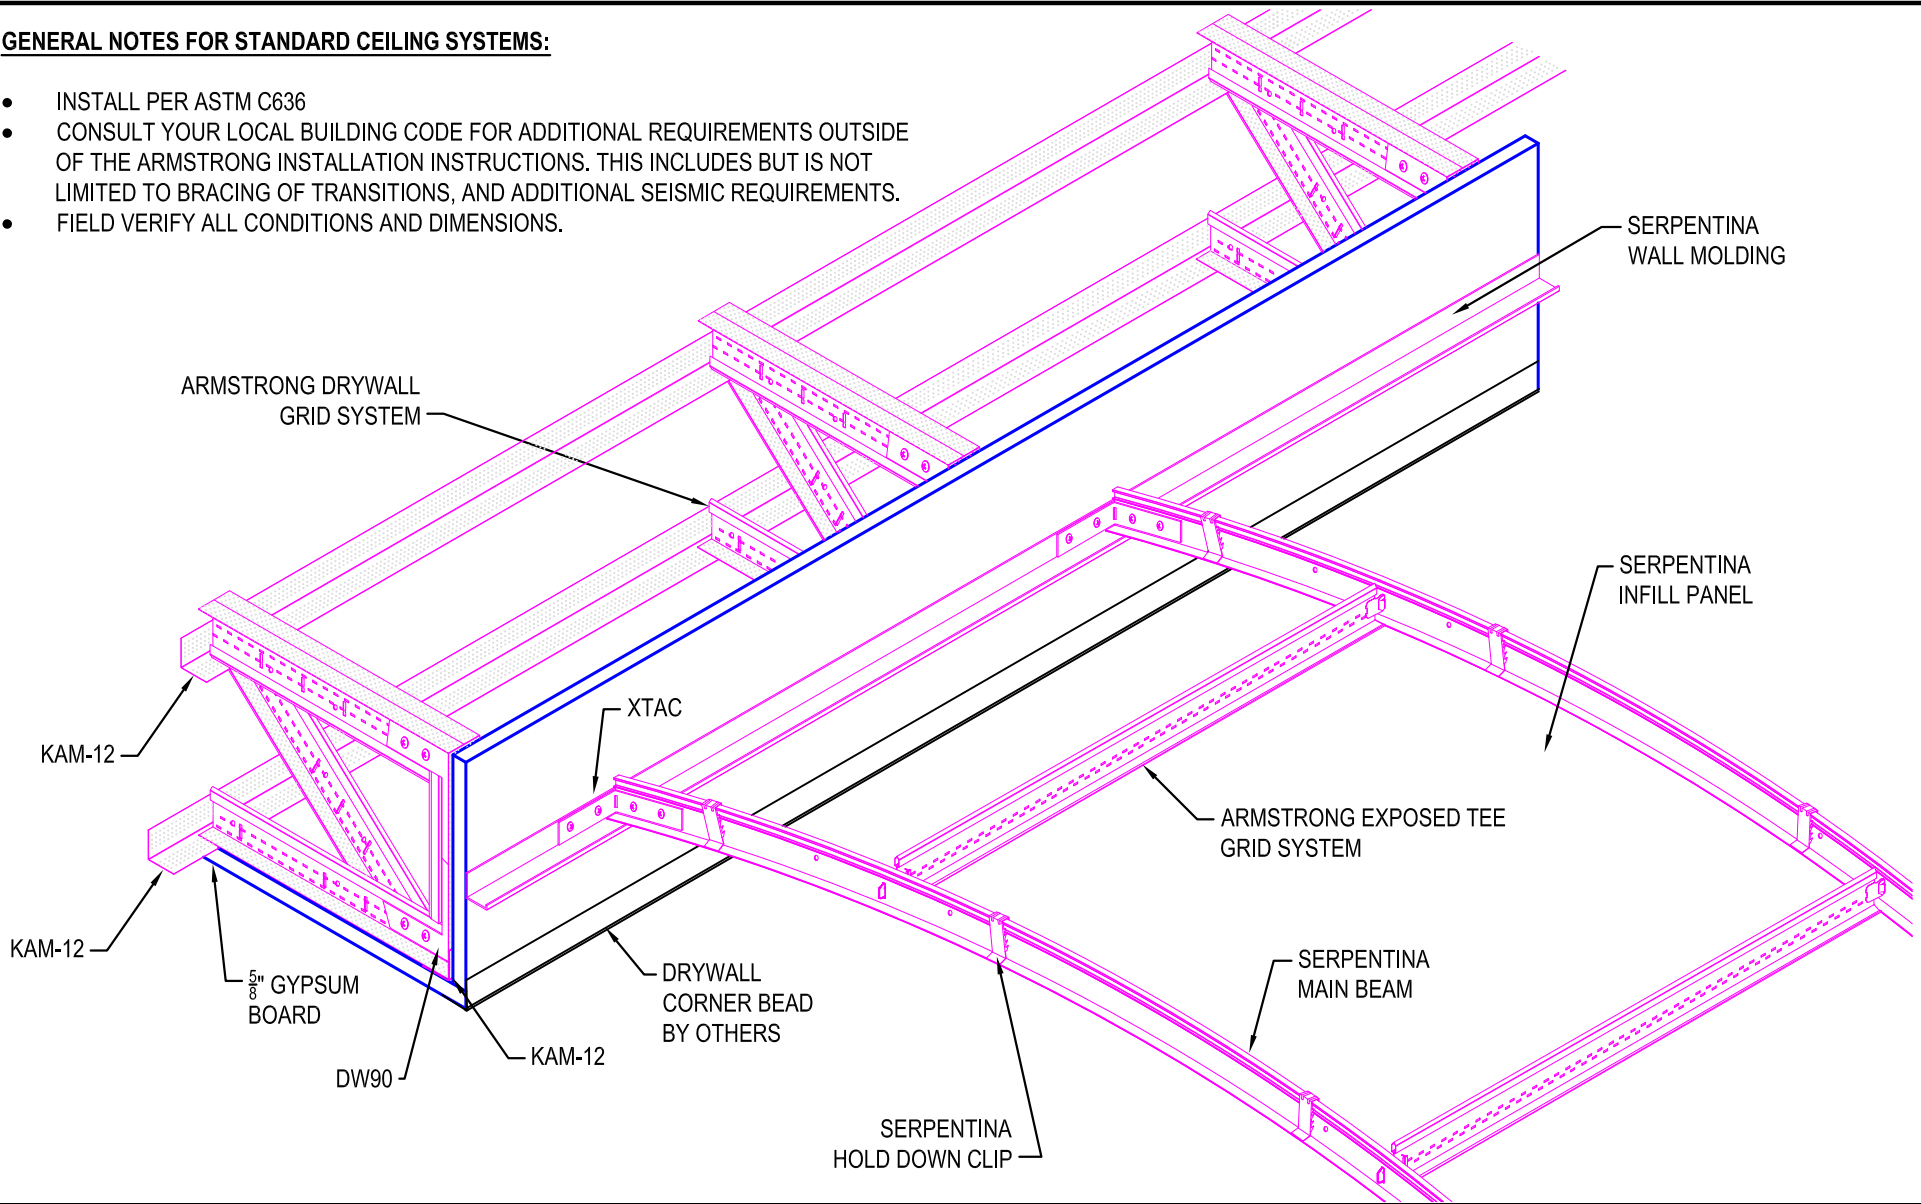 GENERAL NOTES FOR STANDARD CEILING SYSTEMS:
• INSTALL PER ASTM C636
• CONSULT YOUR LOCAL BUILDING CODE FOR ADDITIONAL REQUIREMENTS OUTSIDE
OF THE ARMSTRONG INSTALLATION INSTRUCTIONS. THIS INCLUDES BUT IS NOT
LIMITED TO BRACING OF TRANSITIONS, AND ADDITIONAL SEISMIC REQUIREMENTS.
• FIELD VERIFY ALL CONDITIONS AND DIMENSIONS.
SERPENTINA
WALL MOLDING
ARMSTRONG DRYWALL
GRID SYSTEM
SERPENTINA
INFILL PANEL
XTAC
KAM-12
ARMSTRONG EXPOSED TEE
GRID SYSTEM
KAM-12
5/8" GYPSUM
BOARD
DRYWALL
CORNER BEAD
BY OTHERS
SERPENTINA
MAIN BEAM
KAM-12
DW90
SERPENTINA
HOLD DOWN CLIP